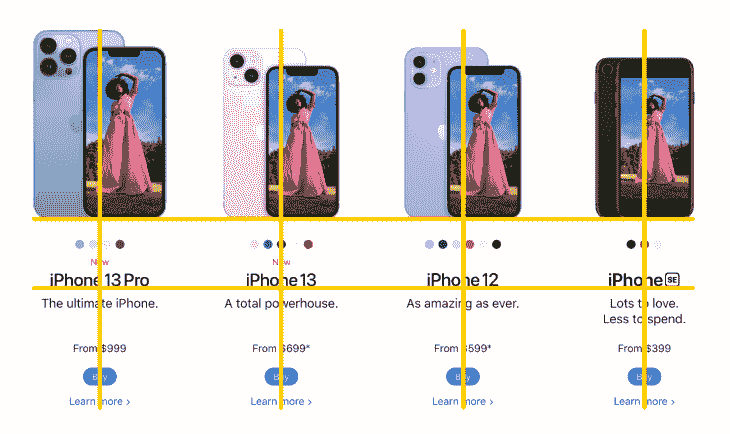 New
New
iPhone 13 Pro
iPhone 13
iPhone 12
iPhone SE
The ultimate iPhone.
A total powerhouse.
As amazing as ever.
Lots to love.
Less to spend.
From $999
From $699*
From $599*
From $399
Buy
Buy
Buy
Buy
Learn more >
Learn more >
Learn more >
Learn more >